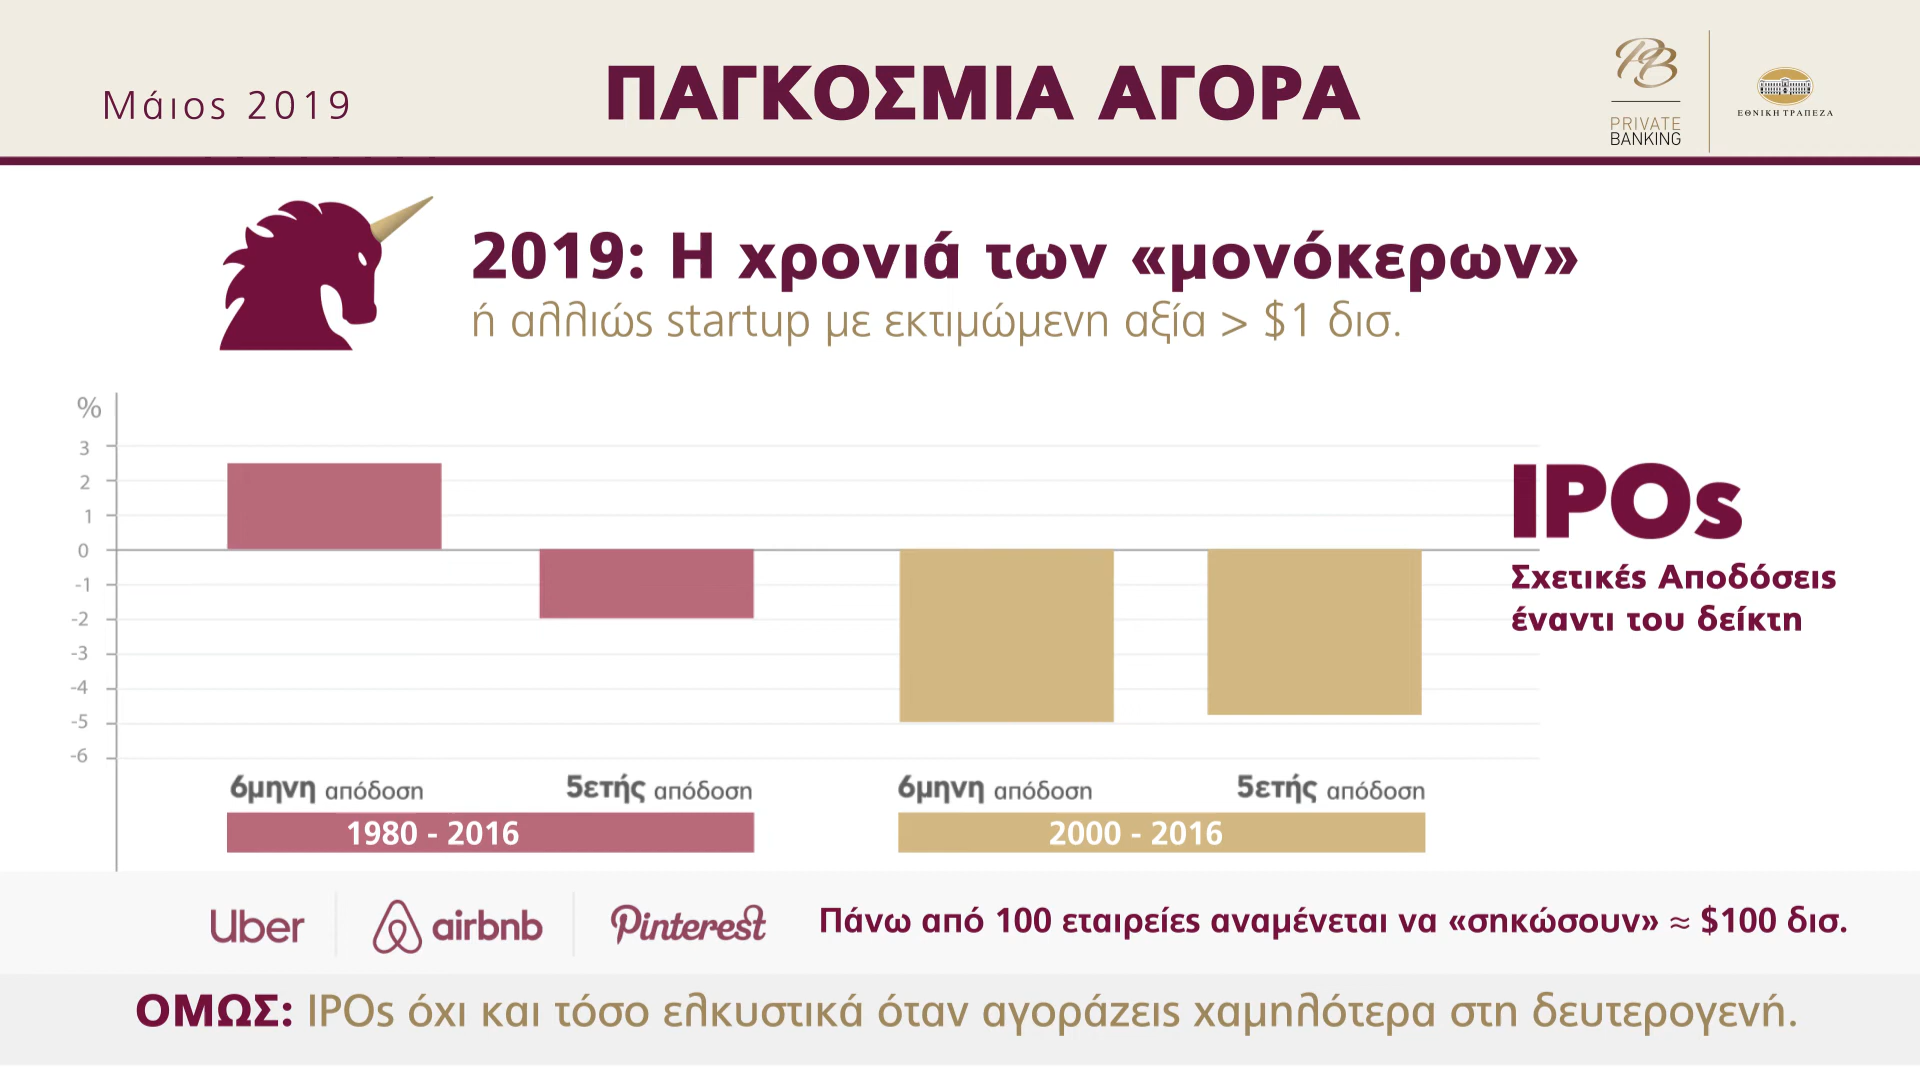 Μάιος 2019
ΠΑΓΚΟΣΜΙΑ ΑΓΟΡΑ
PB
PRIVATE
BANKING
ΕΘΝΙΚΗ ΤΡΑΠΕΖΑ
2019: Η χρονιά των «μονόκερων»
ή αλλιώς startup με εκτιμώμενη αξία > $1 δισ.
%
3
2
1
0
-1
-2
-3
-4
-5
-6
IPOs
Σχετικές Αποδόσεις
έναντι του δείκτη
6μηνη απόδοση 5ετής απόδοση 6μηνη απόδοση 5ετής απόδοση
1980 - 2016 2000 - 2016
Uber airbnb Pinterest Πάνω από 100 εταιρείες αναμένεται να «σηκώσουν» ≈ $100 δισ.
ΟΜΩΣ: IPOs όχι και τόσο ελκυστικά όταν αγοράζεις χαμηλότερα στη δευτερογενή.